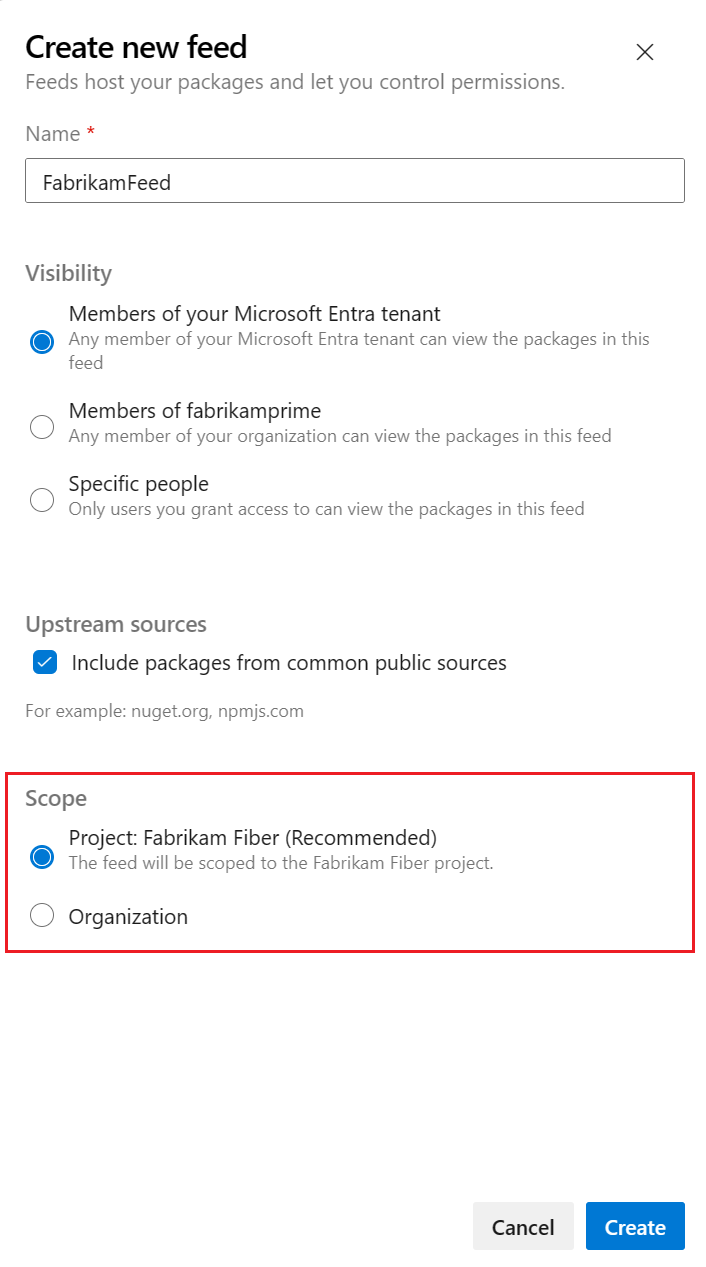 Create new feed
Feeds host your packages and let you control permissions.
Name *
FabrikamFeed
Visibility
Members of your Microsoft Entra tenant
Any member of your Microsoft Entra tenant can view the packages in this
feed
Members of fabrikamprime
Any member of your organization can view the packages in this feed
Specific people
Only users you grant access to can view the packages in this feed
Upstream sources
Include packages from common public sources
For example: nuget.org, npmjs.com
Scope
Project: Fabrikam Fiber (Recommended)
The feed will be scoped to the Fabrikam Fiber project.
Organization
Cancel
Create